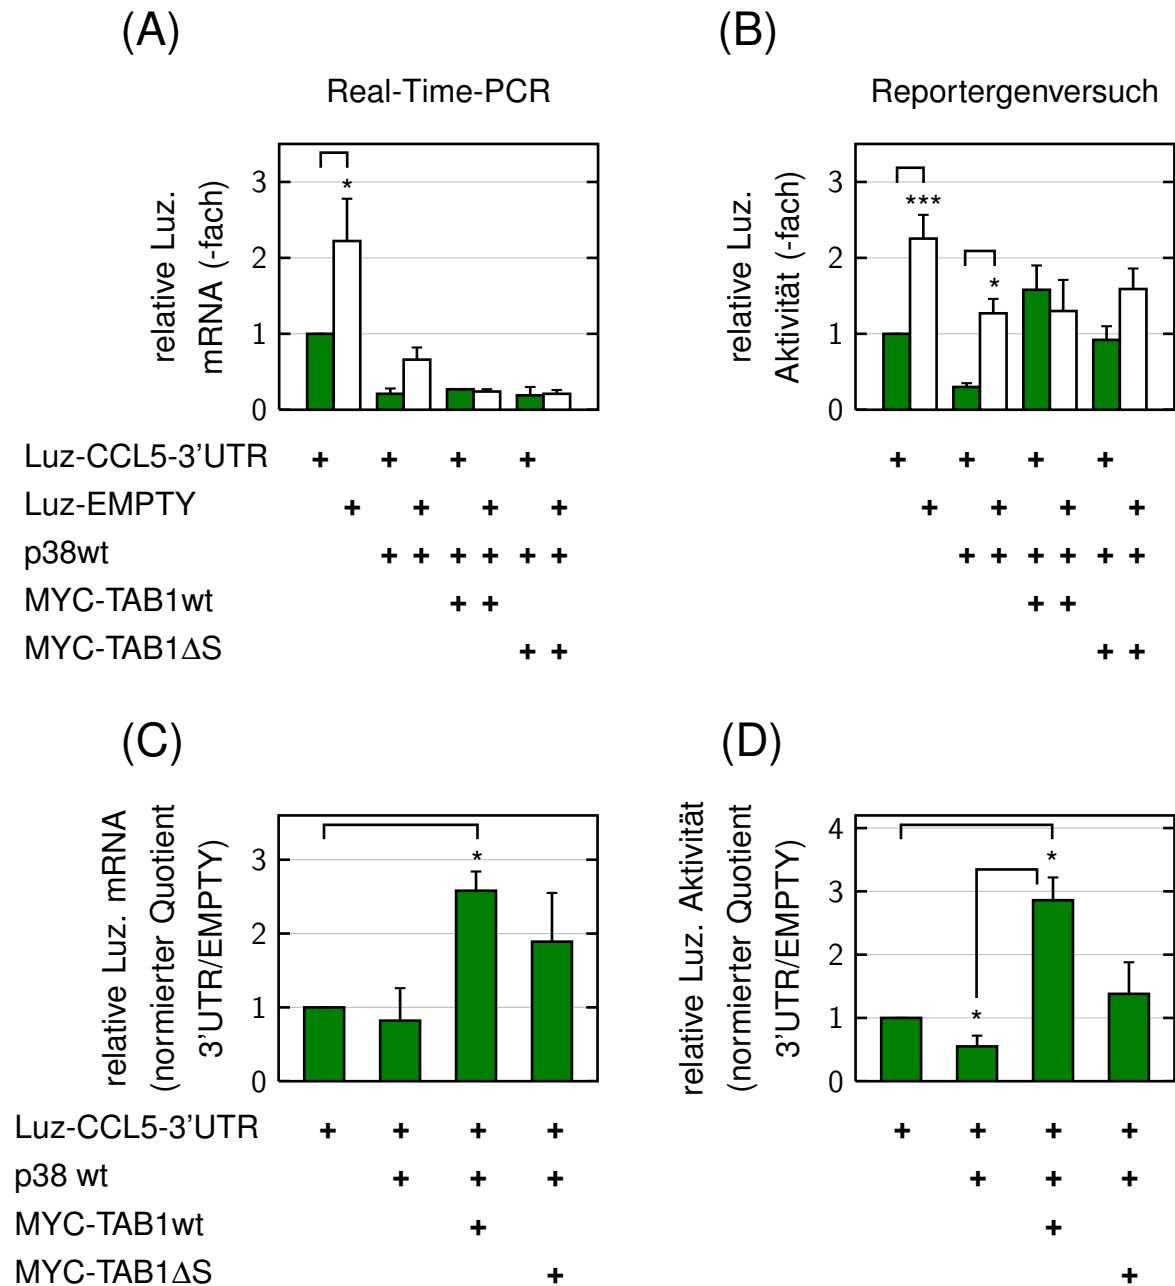 (A)
Real-Time-PCR
relative Luz.
mRNA (-fach)
3
2
1
0
*
Luz-CCL5-3’UTR + + + +
Luz-EMPTY + + + +
p38wt + + + + + +
MYC-TAB1wt + +
MYC-TAB1ΔS + +
(B)
Reportergenversuch
relative Luz.
Aktivität (-fach)
3
2
1
0
***
*
+ + + +
+ + + +
+ + + + + +
+ +
+ +
(C)
relative Luz. mRNA
(normierter Quotient
3’UTR/EMPTY)
3
2
1
0
*
Luz-CCL5-3’UTR + + + +
p38 wt + + +
MYC-TAB1wt +
MYC-TAB1ΔS +
(D)
relative Luz. Aktivität
(normierter Quotient
3’UTR/EMPTY)
4
3
2
1
0
*
*
+ + + +
+ + +
+
+